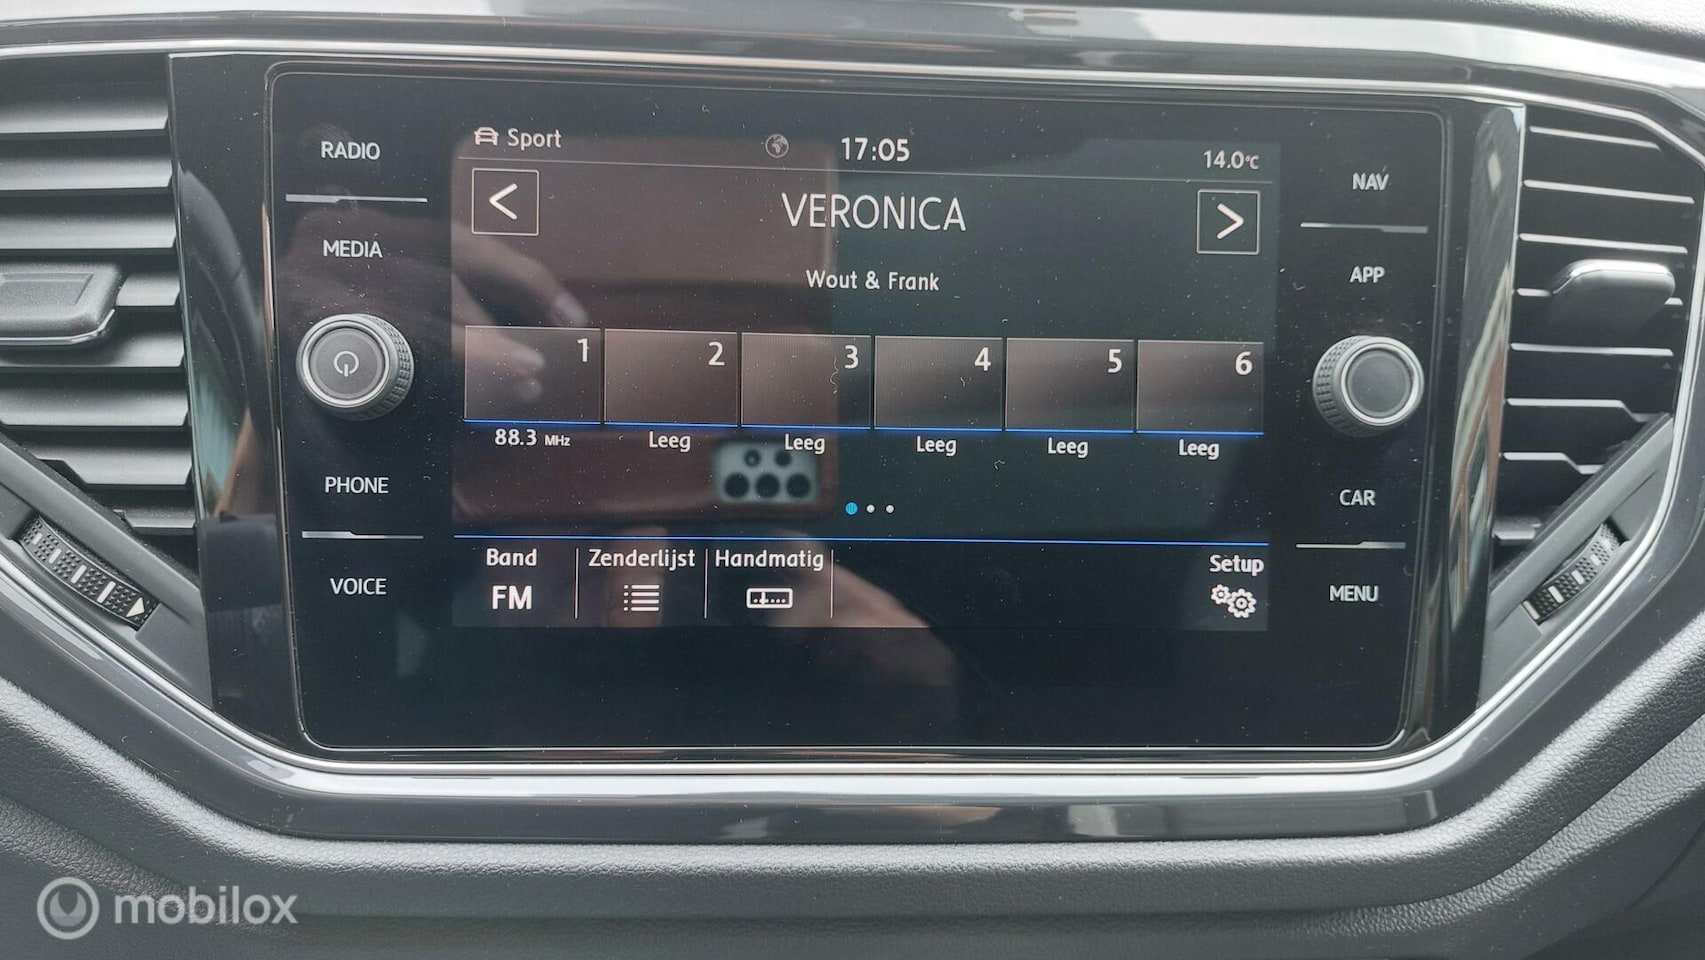 RADIO
MEDIA
PHONE
VOICE
Sport
17:05
14.0°C
<
VERONICA
>
Wout & Frank
1
2
3
4
5
6
88.3 MHz
Leeg
Leeg
Leeg
Leeg
Leeg
Band
FM
Zenderlijst
Handmatig
Setup
NAV
APP
CAR
MENU
mobilox